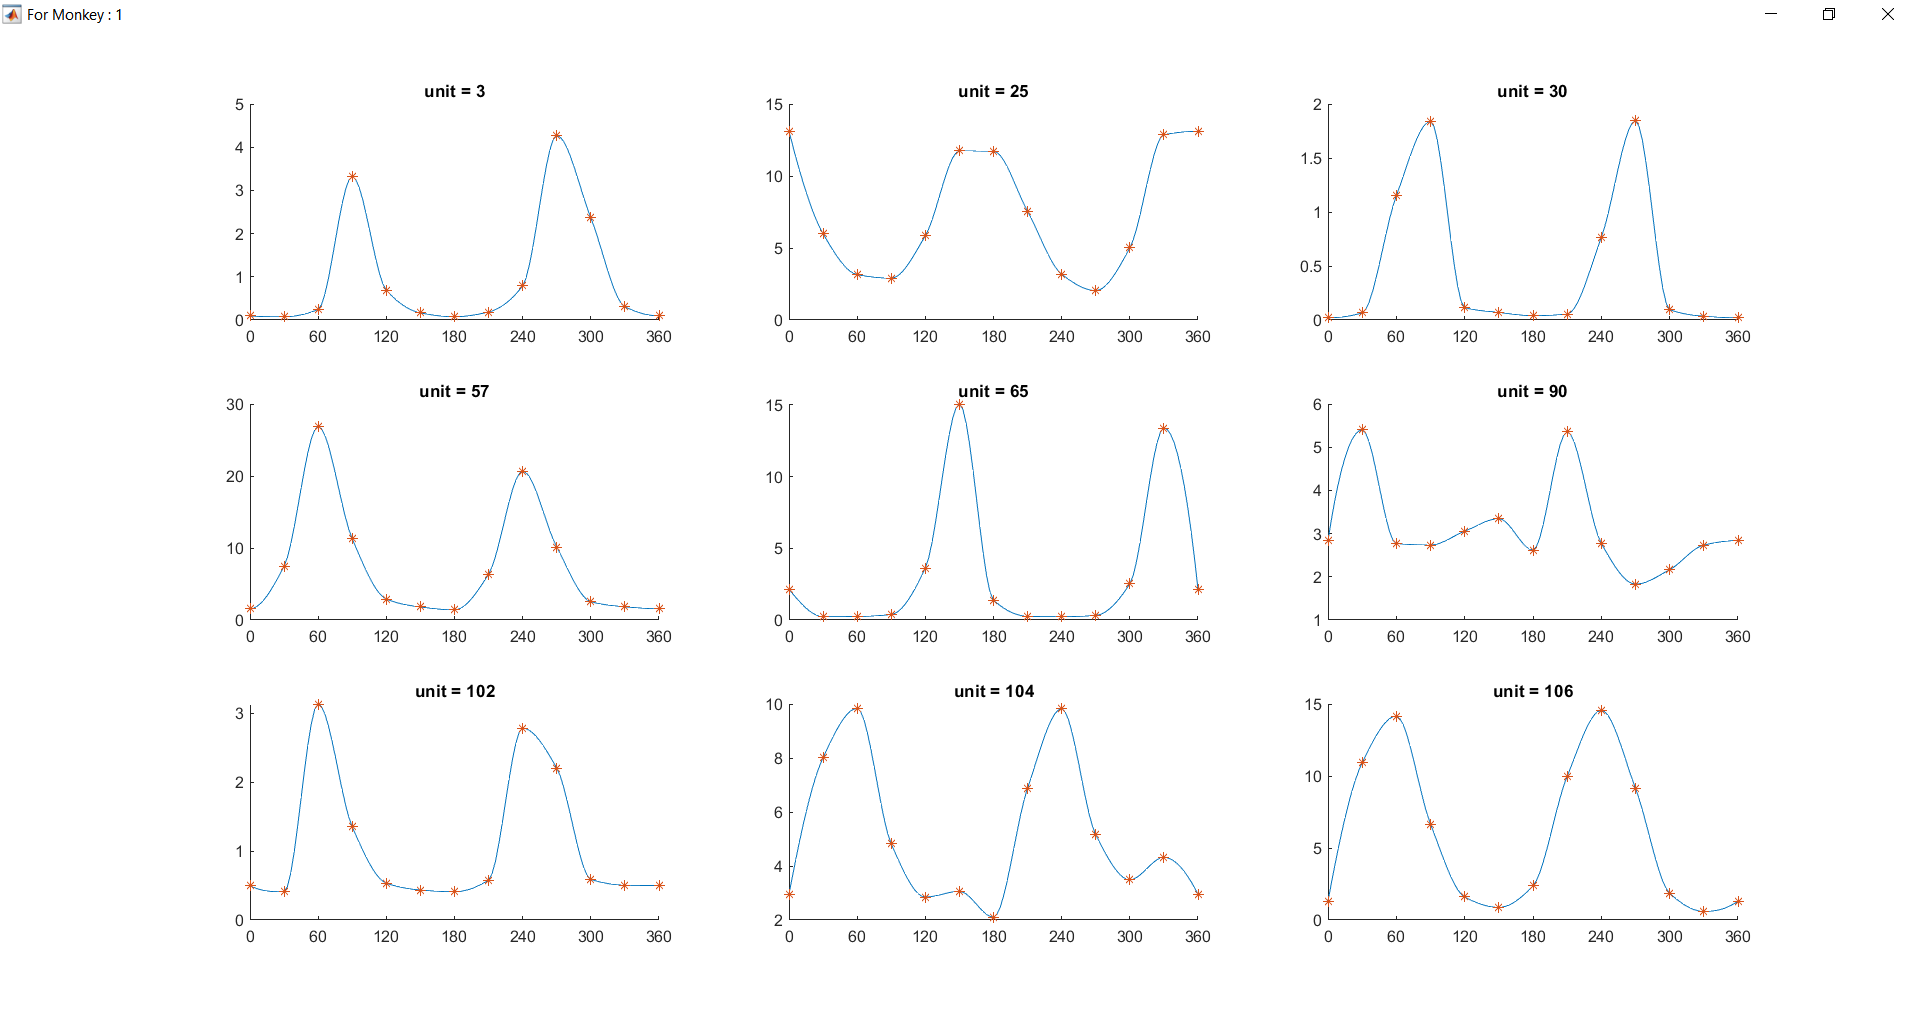 For Monkey : 1
unit = 3
5
4
3
2
1
0
0 60 120 180 240 300 360
unit = 25
15
10
5
0
0 60 120 180 240 300 360
unit = 30
2
1.5
1
0.5
0
0 60 120 180 240 300 360
unit = 57
30
20
10
0
0 60 120 180 240 300 360
unit = 65
15
10
5
0
0 60 120 180 240 300 360
unit = 90
6
5
4
3
2
1
0 60 120 180 240 300 360
unit = 102
3
2
1
0
0 60 120 180 240 300 360
unit = 104
10
8
6
4
2
0 60 120 180 240 300 360
unit = 106
15
10
5
0
0 60 120 180 240 300 360